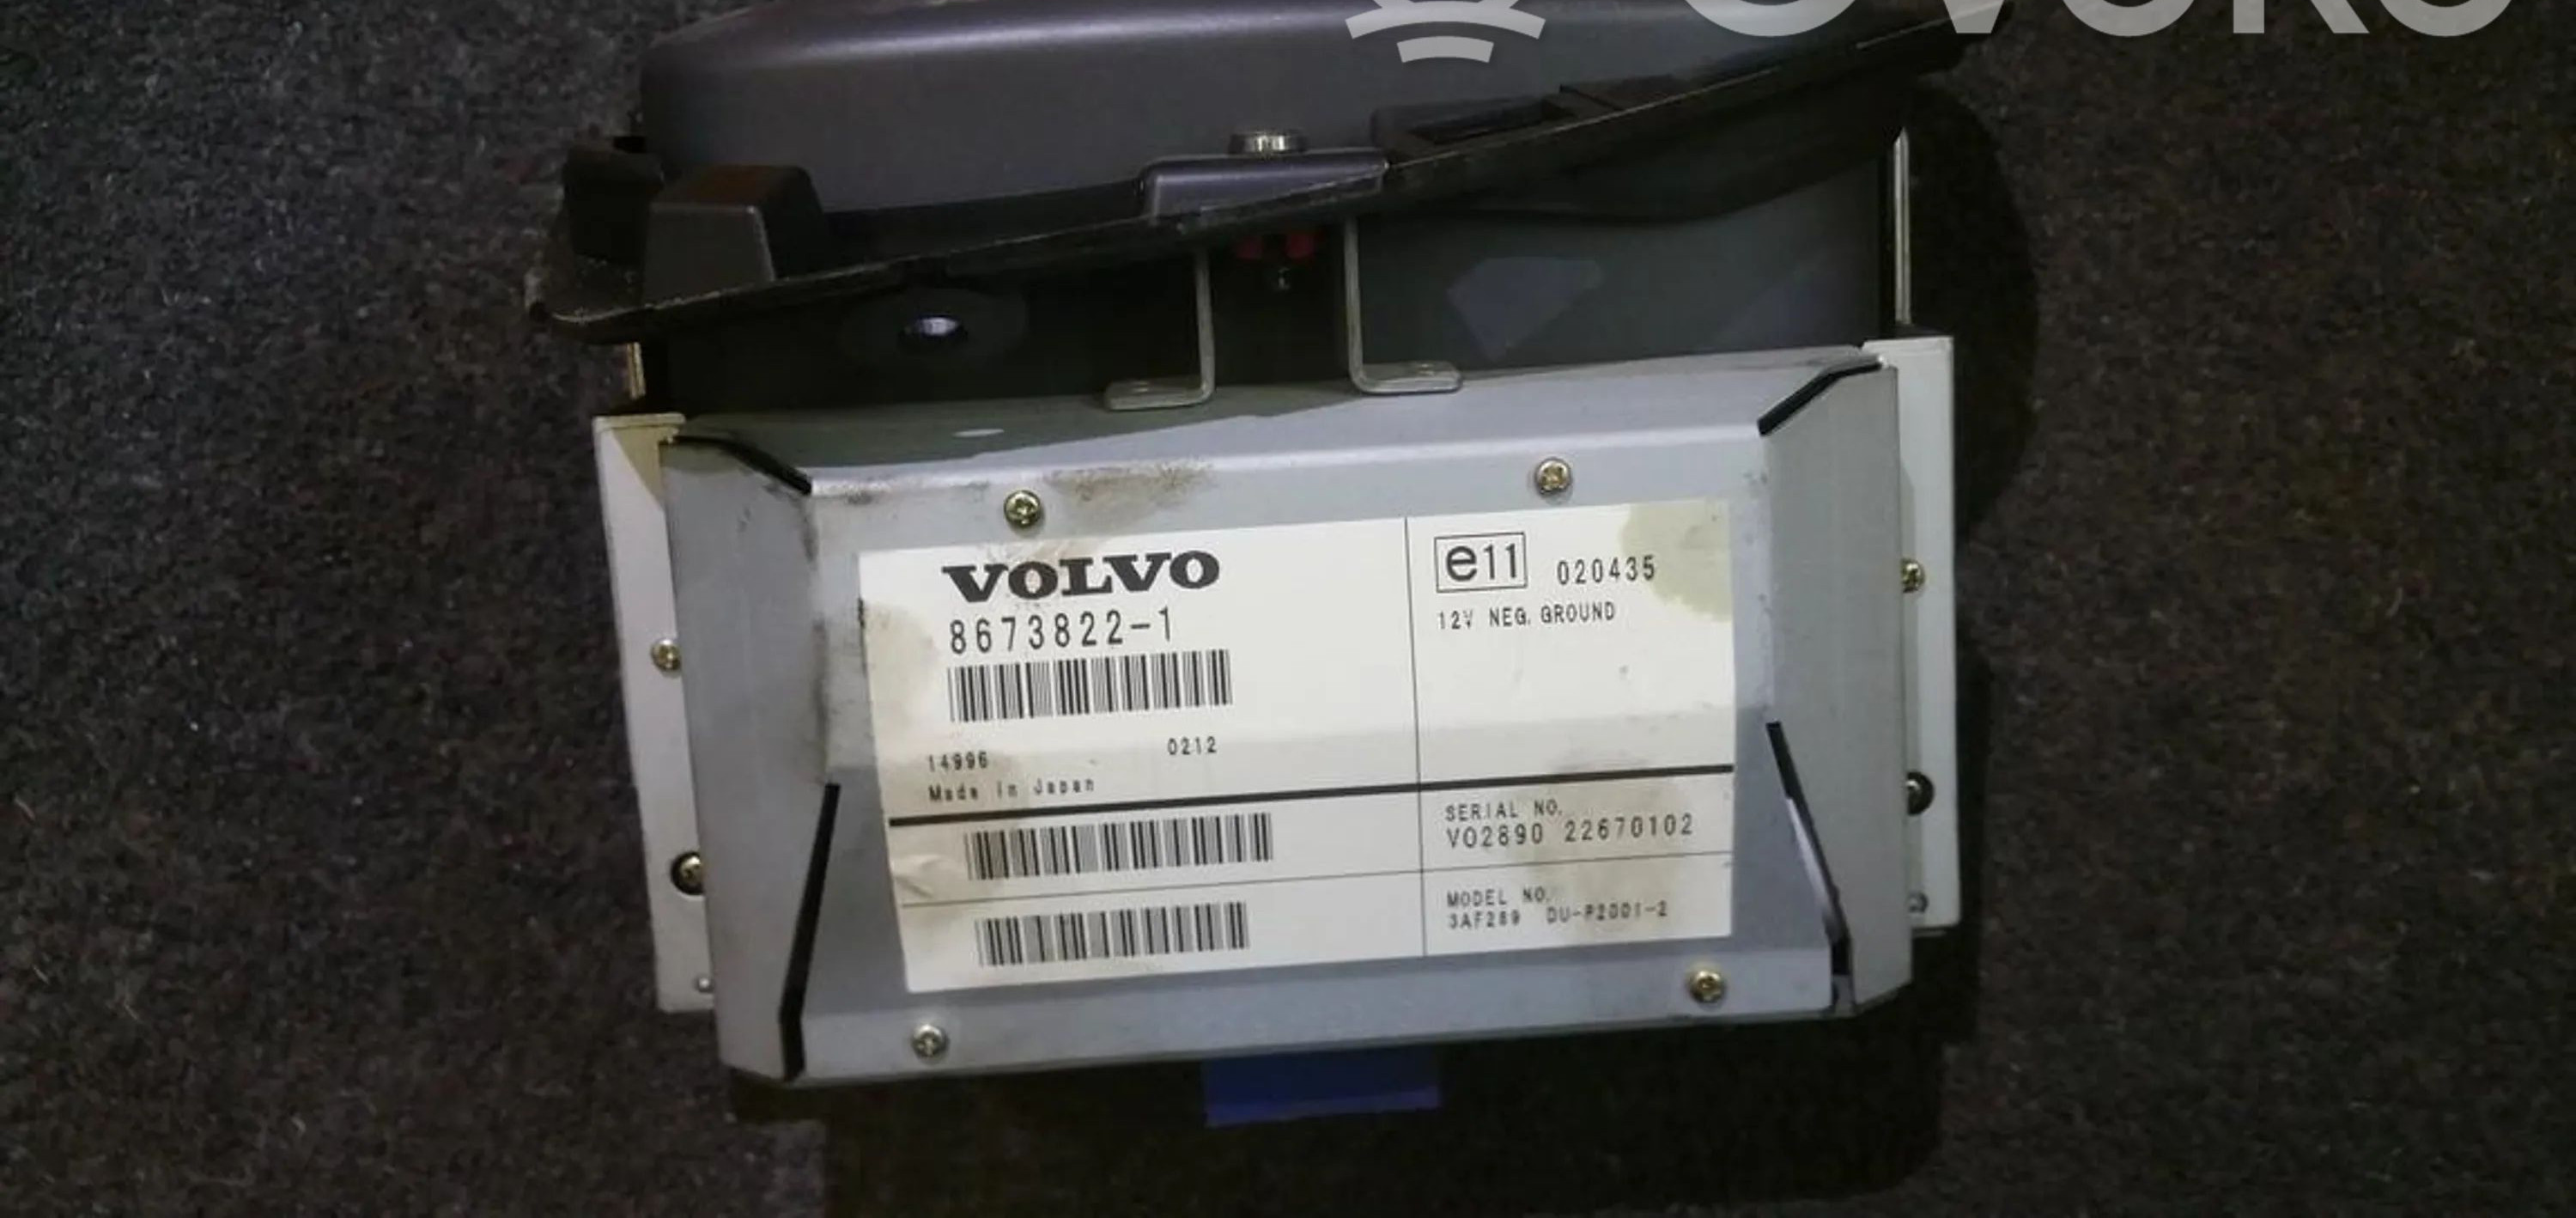 VOLVO
8673822-1
14996 0212
Made in Japan
e11 020435
12V NEG. GROUND
SERIAL NO.
VO2890 22670102
MODEL NO.
3AF289 DU-P2001-2